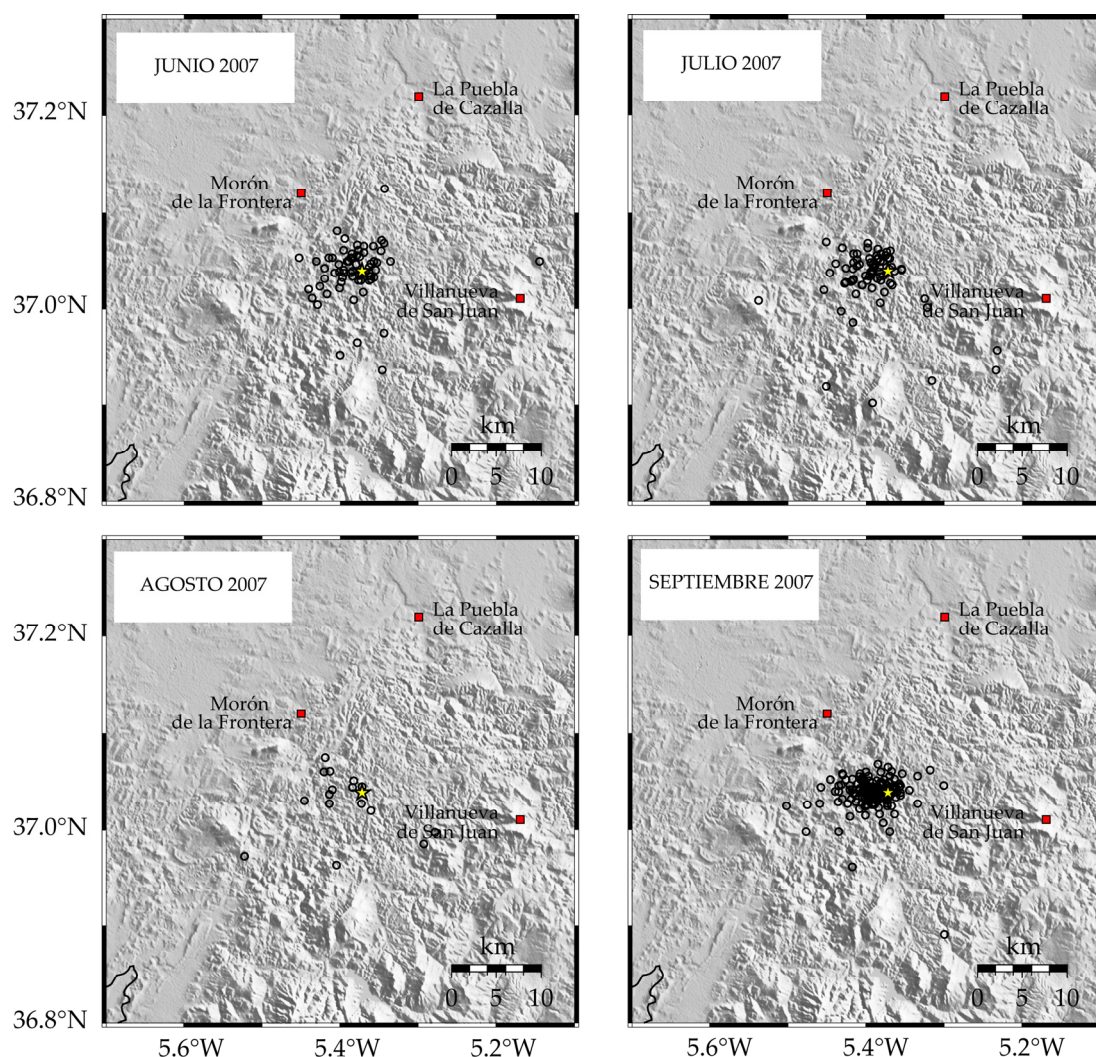 JUNIO 2007
La Puebla
de Cazalla
37.2°N
Morón
de la Frontera
37.0°N
Villanueva
de San Juan
km
0 5 10
36.8°N
JULIO 2007
La Puebla
de Cazalla
Morón
de la Frontera
Villanueva
de San Juan
km
0 5 10
AGOSTO 2007
La Puebla
de Cazalla
37.2°N
Morón
de la Frontera
37.0°N
Villanueva
de San Juan
km
0 5 10
36.8°N
5.6°W 5.4°W 5.2°W
SEPTIEMBRE 2007
La Puebla
de Cazalla
Morón
de la Frontera
Villanueva
de San Juan
km
0 5 10
5.6°W 5.4°W 5.2°W